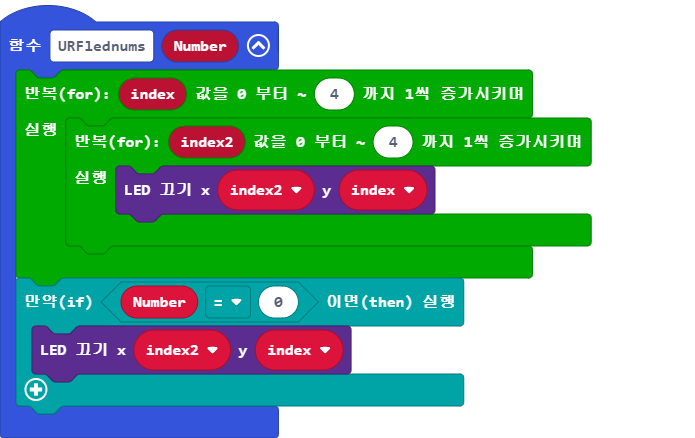 함수 URFlednums Number
반복(for): index 값을 0 부터 ~ 4 까지 1씩 증가시키며
실행
반복(for): index2 값을 0 부터 ~ 4 까지 1씩 증가시키며
실행
LED 끄기 x index2 y index
만약(if) Number = 0 이면(then) 실행
LED 끄기 x index2 y index